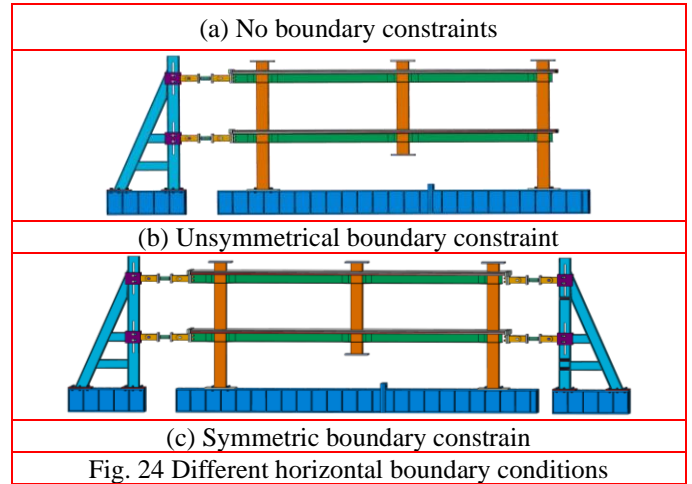 (a) No boundary constraints
(b) Unsymmetrical boundary constraint
(c) Symmetric boundary constrain
Fig. 24 Different horizontal boundary conditions